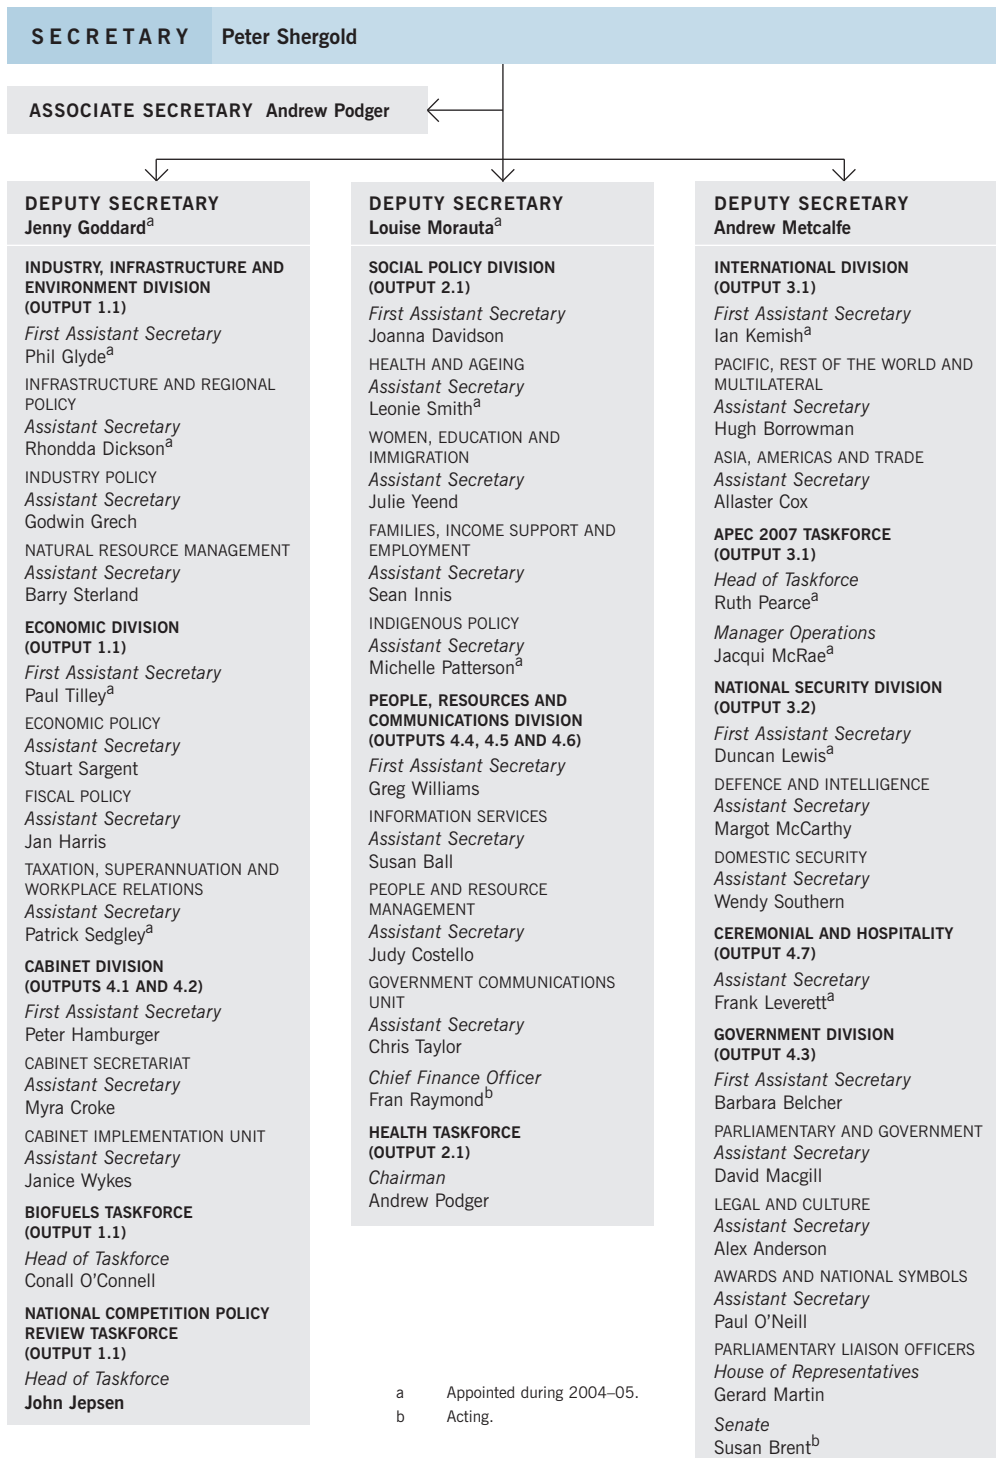 SECRETARY Peter Shergold
ASSOCIATE SECRETARY Andrew Podger
DEPUTY SECRETARY
Jenny Goddardᵃ
INDUSTRY, INFRASTRUCTURE AND
ENVIRONMENT DIVISION
(OUTPUT 1.1)
First Assistant Secretary
Phil Glydeᵃ
INFRASTRUCTURE AND REGIONAL
POLICY
Assistant Secretary
Rhondda Dicksonᵃ
INDUSTRY POLICY
Assistant Secretary
Godwin Grech
NATURAL RESOURCE MANAGEMENT
Assistant Secretary
Barry Sterland
ECONOMIC DIVISION
(OUTPUT 1.1)
First Assistant Secretary
Paul Tilleyᵃ
ECONOMIC POLICY
Assistant Secretary
Stuart Sargent
FISCAL POLICY
Assistant Secretary
Jan Harris
TAXATION, SUPERANNUATION AND
WORKPLACE RELATIONS
Assistant Secretary
Patrick Sedgleyᵃ
CABINET DIVISION
(OUTPUTS 4.1 AND 4.2)
First Assistant Secretary
Peter Hamburger
CABINET SECRETARIAT
Assistant Secretary
Myra Croke
CABINET IMPLEMENTATION UNIT
Assistant Secretary
Janice Wykes
BIOFUELS TASKFORCE
(OUTPUT 1.1)
Head of Taskforce
Conall O’Connell
NATIONAL COMPETITION POLICY
REVIEW TASKFORCE
(OUTPUT 1.1)
Head of Taskforce
John Jepsen
DEPUTY SECRETARY
Louise Morautaᵃ
SOCIAL POLICY DIVISION
(OUTPUT 2.1)
First Assistant Secretary
Joanna Davidson
HEALTH AND AGEING
Assistant Secretary
Leonie Smithᵃ
WOMEN, EDUCATION AND
IMMIGRATION
Assistant Secretary
Julie Yeend
FAMILIES, INCOME SUPPORT AND
EMPLOYMENT
Assistant Secretary
Sean Innis
INDIGENOUS POLICY
Assistant Secretary
Michelle Pattersonᵃ
PEOPLE, RESOURCES AND
COMMUNICATIONS DIVISION
(OUTPUTS 4.4, 4.5 AND 4.6)
First Assistant Secretary
Greg Williams
INFORMATION SERVICES
Assistant Secretary
Susan Ball
PEOPLE AND RESOURCE
MANAGEMENT
Assistant Secretary
Judy Costello
GOVERNMENT COMMUNICATIONS
UNIT
Assistant Secretary
Chris Taylor
Chief Finance Officer
Fran Raymondᵇ
HEALTH TASKFORCE
(OUTPUT 2.1)
Chairman
Andrew Podger
DEPUTY SECRETARY
Andrew Metcalfe
INTERNATIONAL DIVISION
(OUTPUT 3.1)
First Assistant Secretary
Ian Kemishᵃ
PACIFIC, REST OF THE WORLD AND
MULTILATERAL
Assistant Secretary
Hugh Borrowman
ASIA, AMERICAS AND TRADE
Assistant Secretary
Allaster Cox
APEC 2007 TASKFORCE
(OUTPUT 3.1)
Head of Taskforce
Ruth Pearceᵃ
Manager Operations
Jacqui McRaeᵃ
NATIONAL SECURITY DIVISION
(OUTPUT 3.2)
First Assistant Secretary
Duncan Lewisᵃ
DEFENCE AND INTELLIGENCE
Assistant Secretary
Margot McCarthy
DOMESTIC SECURITY
Assistant Secretary
Wendy Southern
CEREMONIAL AND HOSPITALITY
(OUTPUT 4.7)
Assistant Secretary
Frank Leverettᵃ
GOVERNMENT DIVISION
(OUTPUT 4.3)
First Assistant Secretary
Barbara Belcher
PARLIAMENTARY AND GOVERNMENT
Assistant Secretary
David Macgill
LEGAL AND CULTURE
Assistant Secretary
Alex Anderson
AWARDS AND NATIONAL SYMBOLS
Assistant Secretary
Paul O’Neill
PARLIAMENTARY LIAISON OFFICERS
House of Representatives
Gerard Martin
Senate
Susan Brentᵇ
a Appointed during 2004–05.
b Acting.